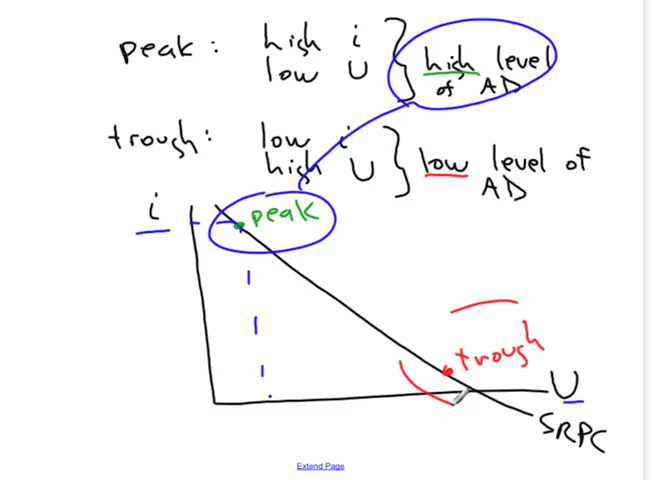 peak: high i
low U
high level
of AD
trough: low i
high U
low level of
AD
i
peak
trough
U
SRPC
Extend Page